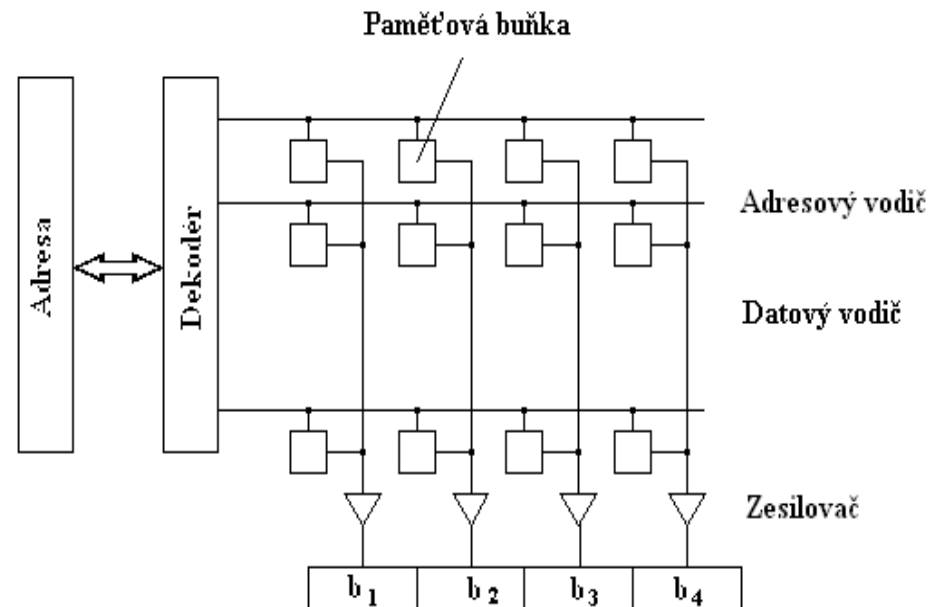 Paměťová buňka
Adresa
Dekodér
Adresový vodič
Datový vodič
Zesilovač
b1 b2 b3 b4